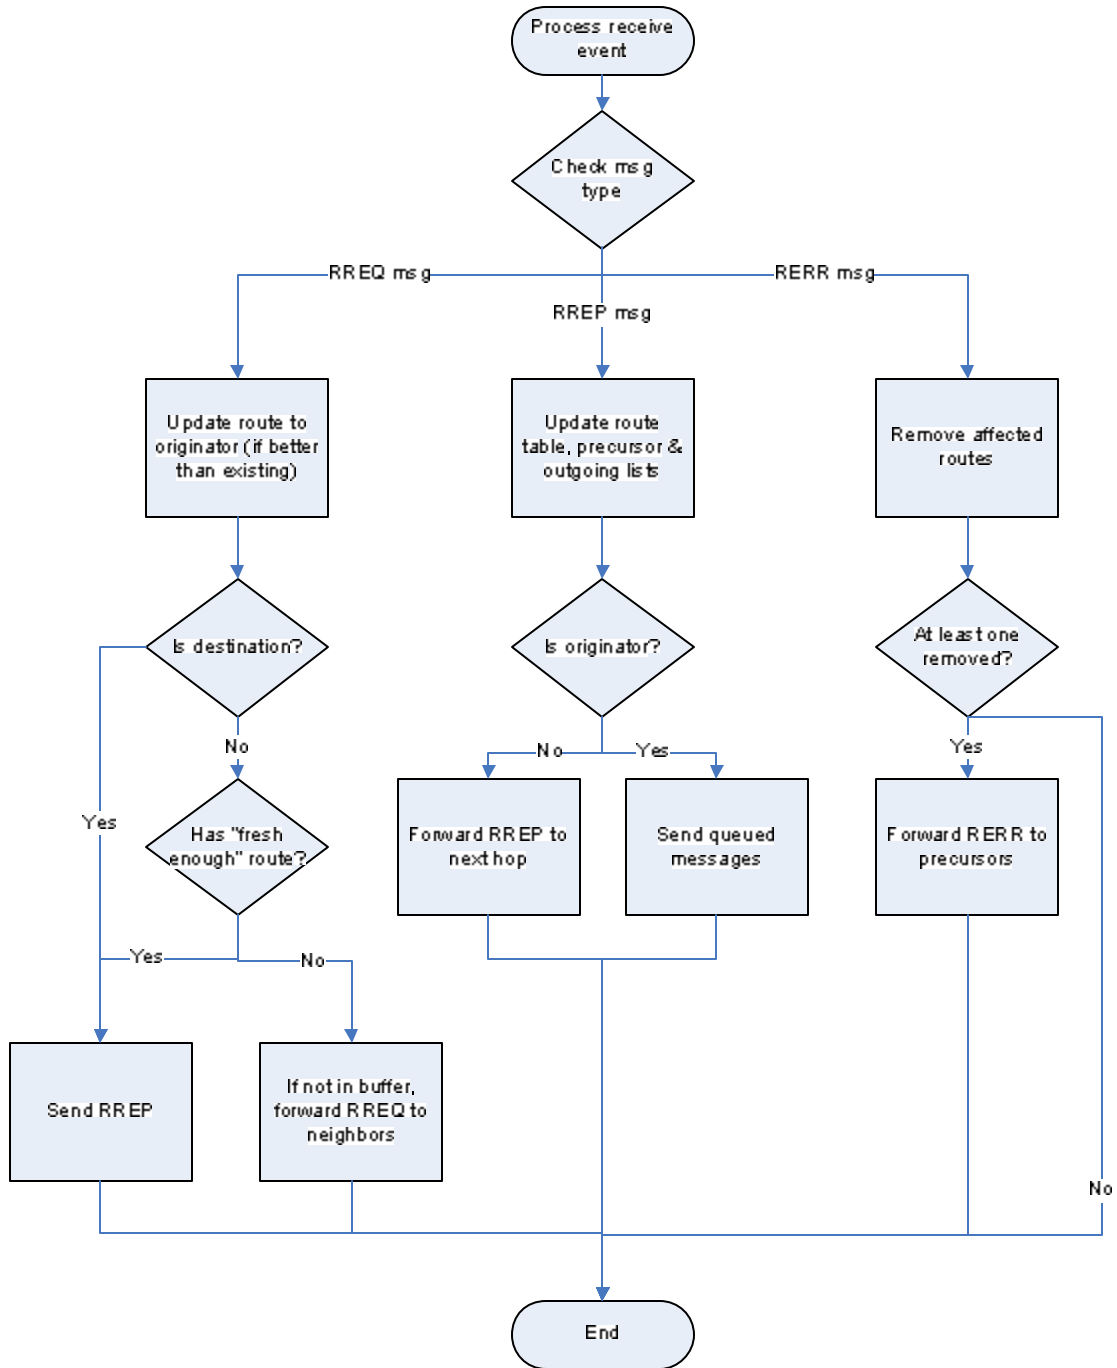 Process receive
event
Check msg
type
RREQ msg
RERR msg
RREP msg
Update route to
originator (if better
than existing)
Update route
table, precursor &
outgoing lists
Remove affected
routes
Is destination?
Is originator?
At least one
removed?
No
No
Yes
Yes
Yes
Has "fresh
enough" route?
Forward RREP to
next hop
Send queued
messages
Forward RERR to
precursors
Yes
No
Send RREP
If not in buffer,
forward RREQ to
neighbors
No
End